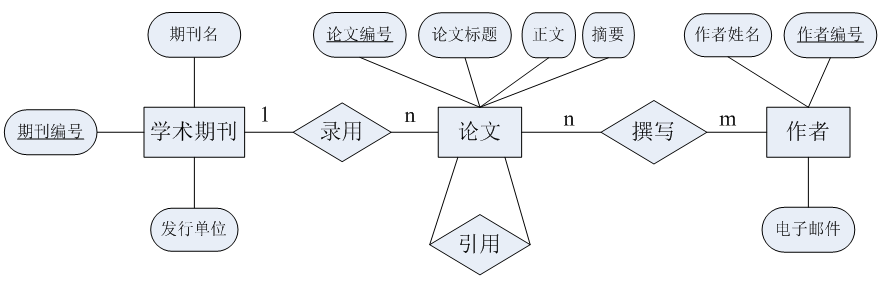 期刊名
论文编号
论文标题
正文
摘要
作者姓名
作者编号
期刊编号
学术期刊
1
录用
n
论文
n
撰写
m
作者
发行单位
引用
电子邮件